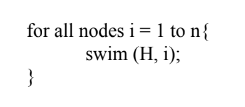 for all nodes i = 1 to n{
swim (H, i);
}